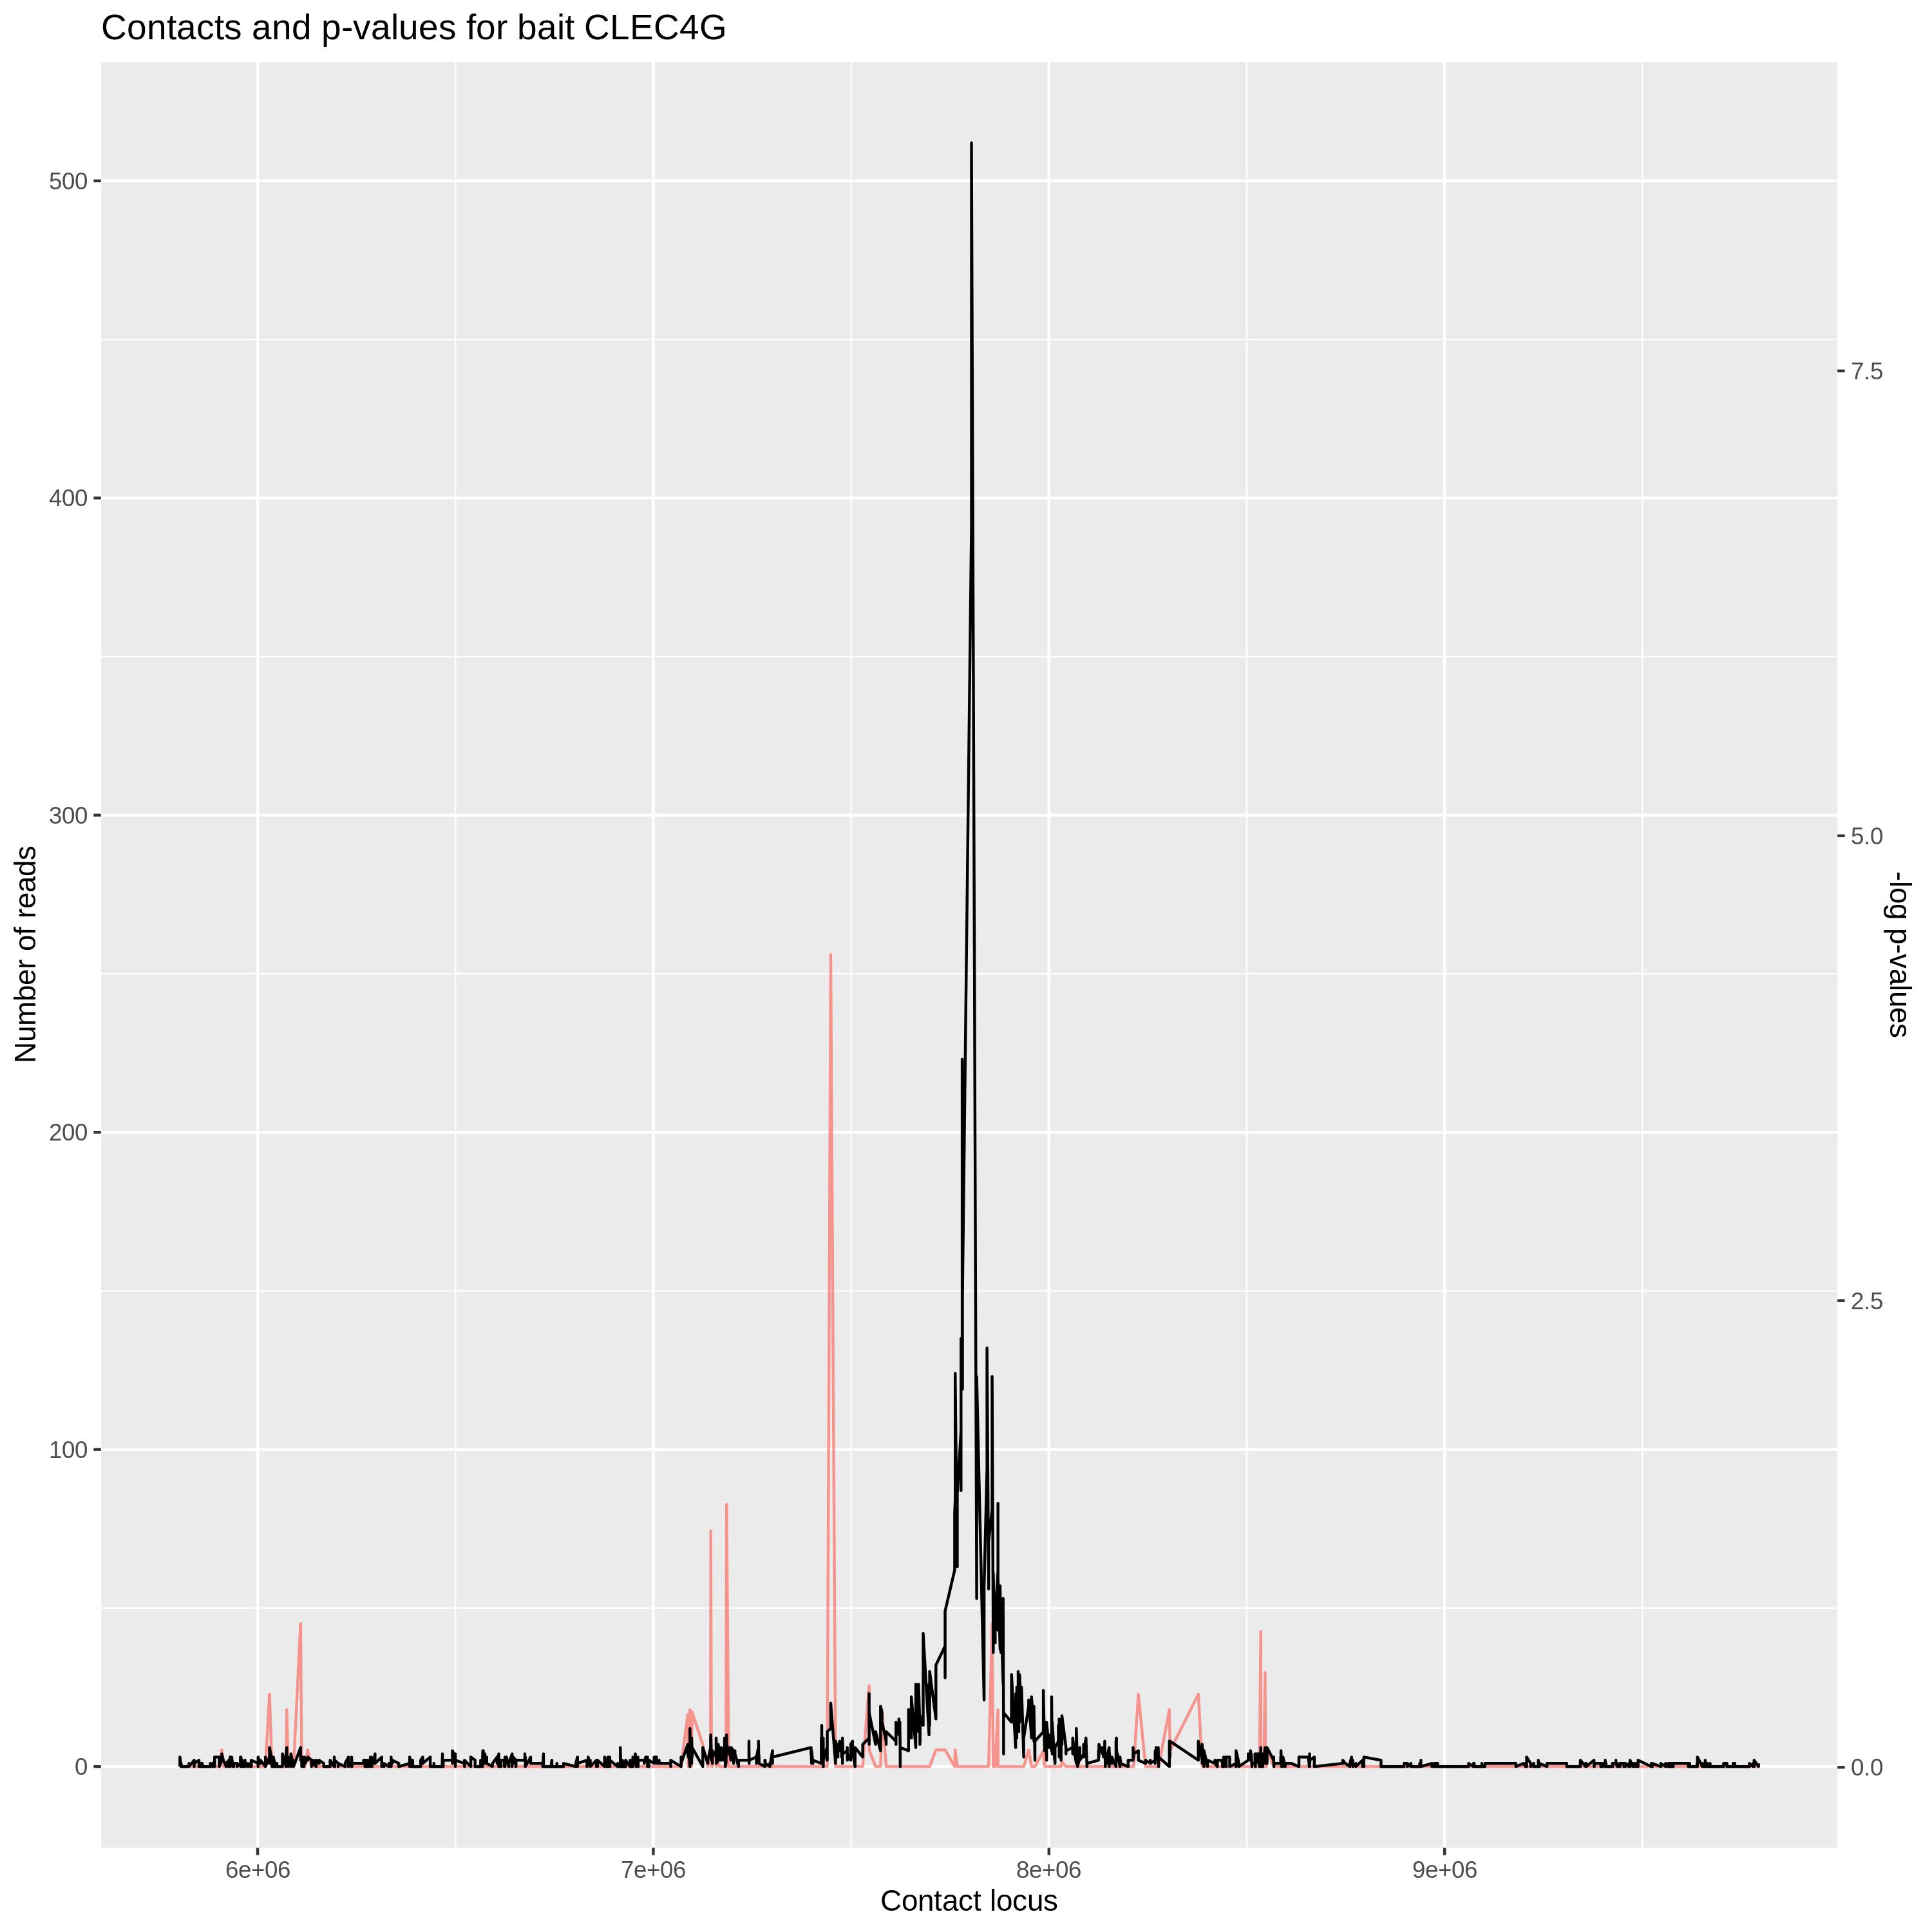 Contacts and p-values for bait CLEC4G
500
400
300
200
100
0
Number of reads
7.5
5.0
2.5
0.0
-log p-values
6e+06
7e+06
8e+06
9e+06
Contact locus